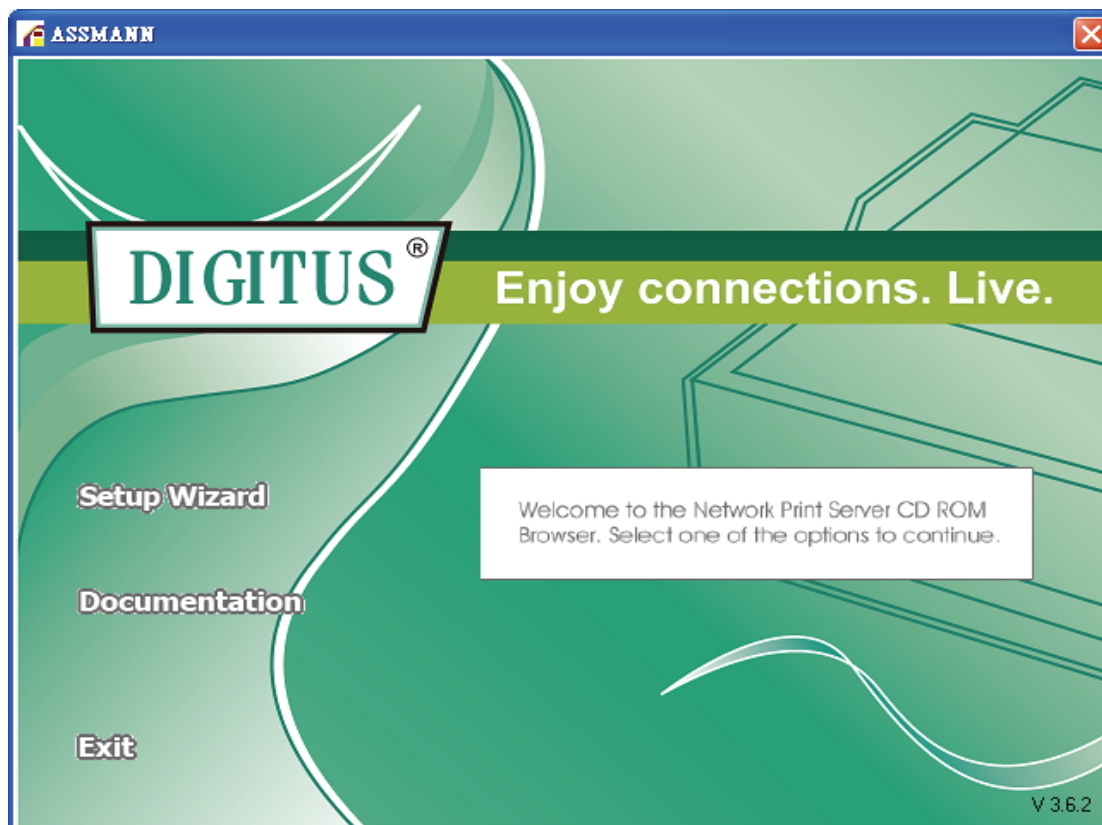 ASSMANN
DIGITUS®
Enjoy connections. Live.
Setup Wizard
Welcome to the Network Print Server CD ROM
Browser. Select one of the options to continue.
Documentation
Exit
V 3.6.2